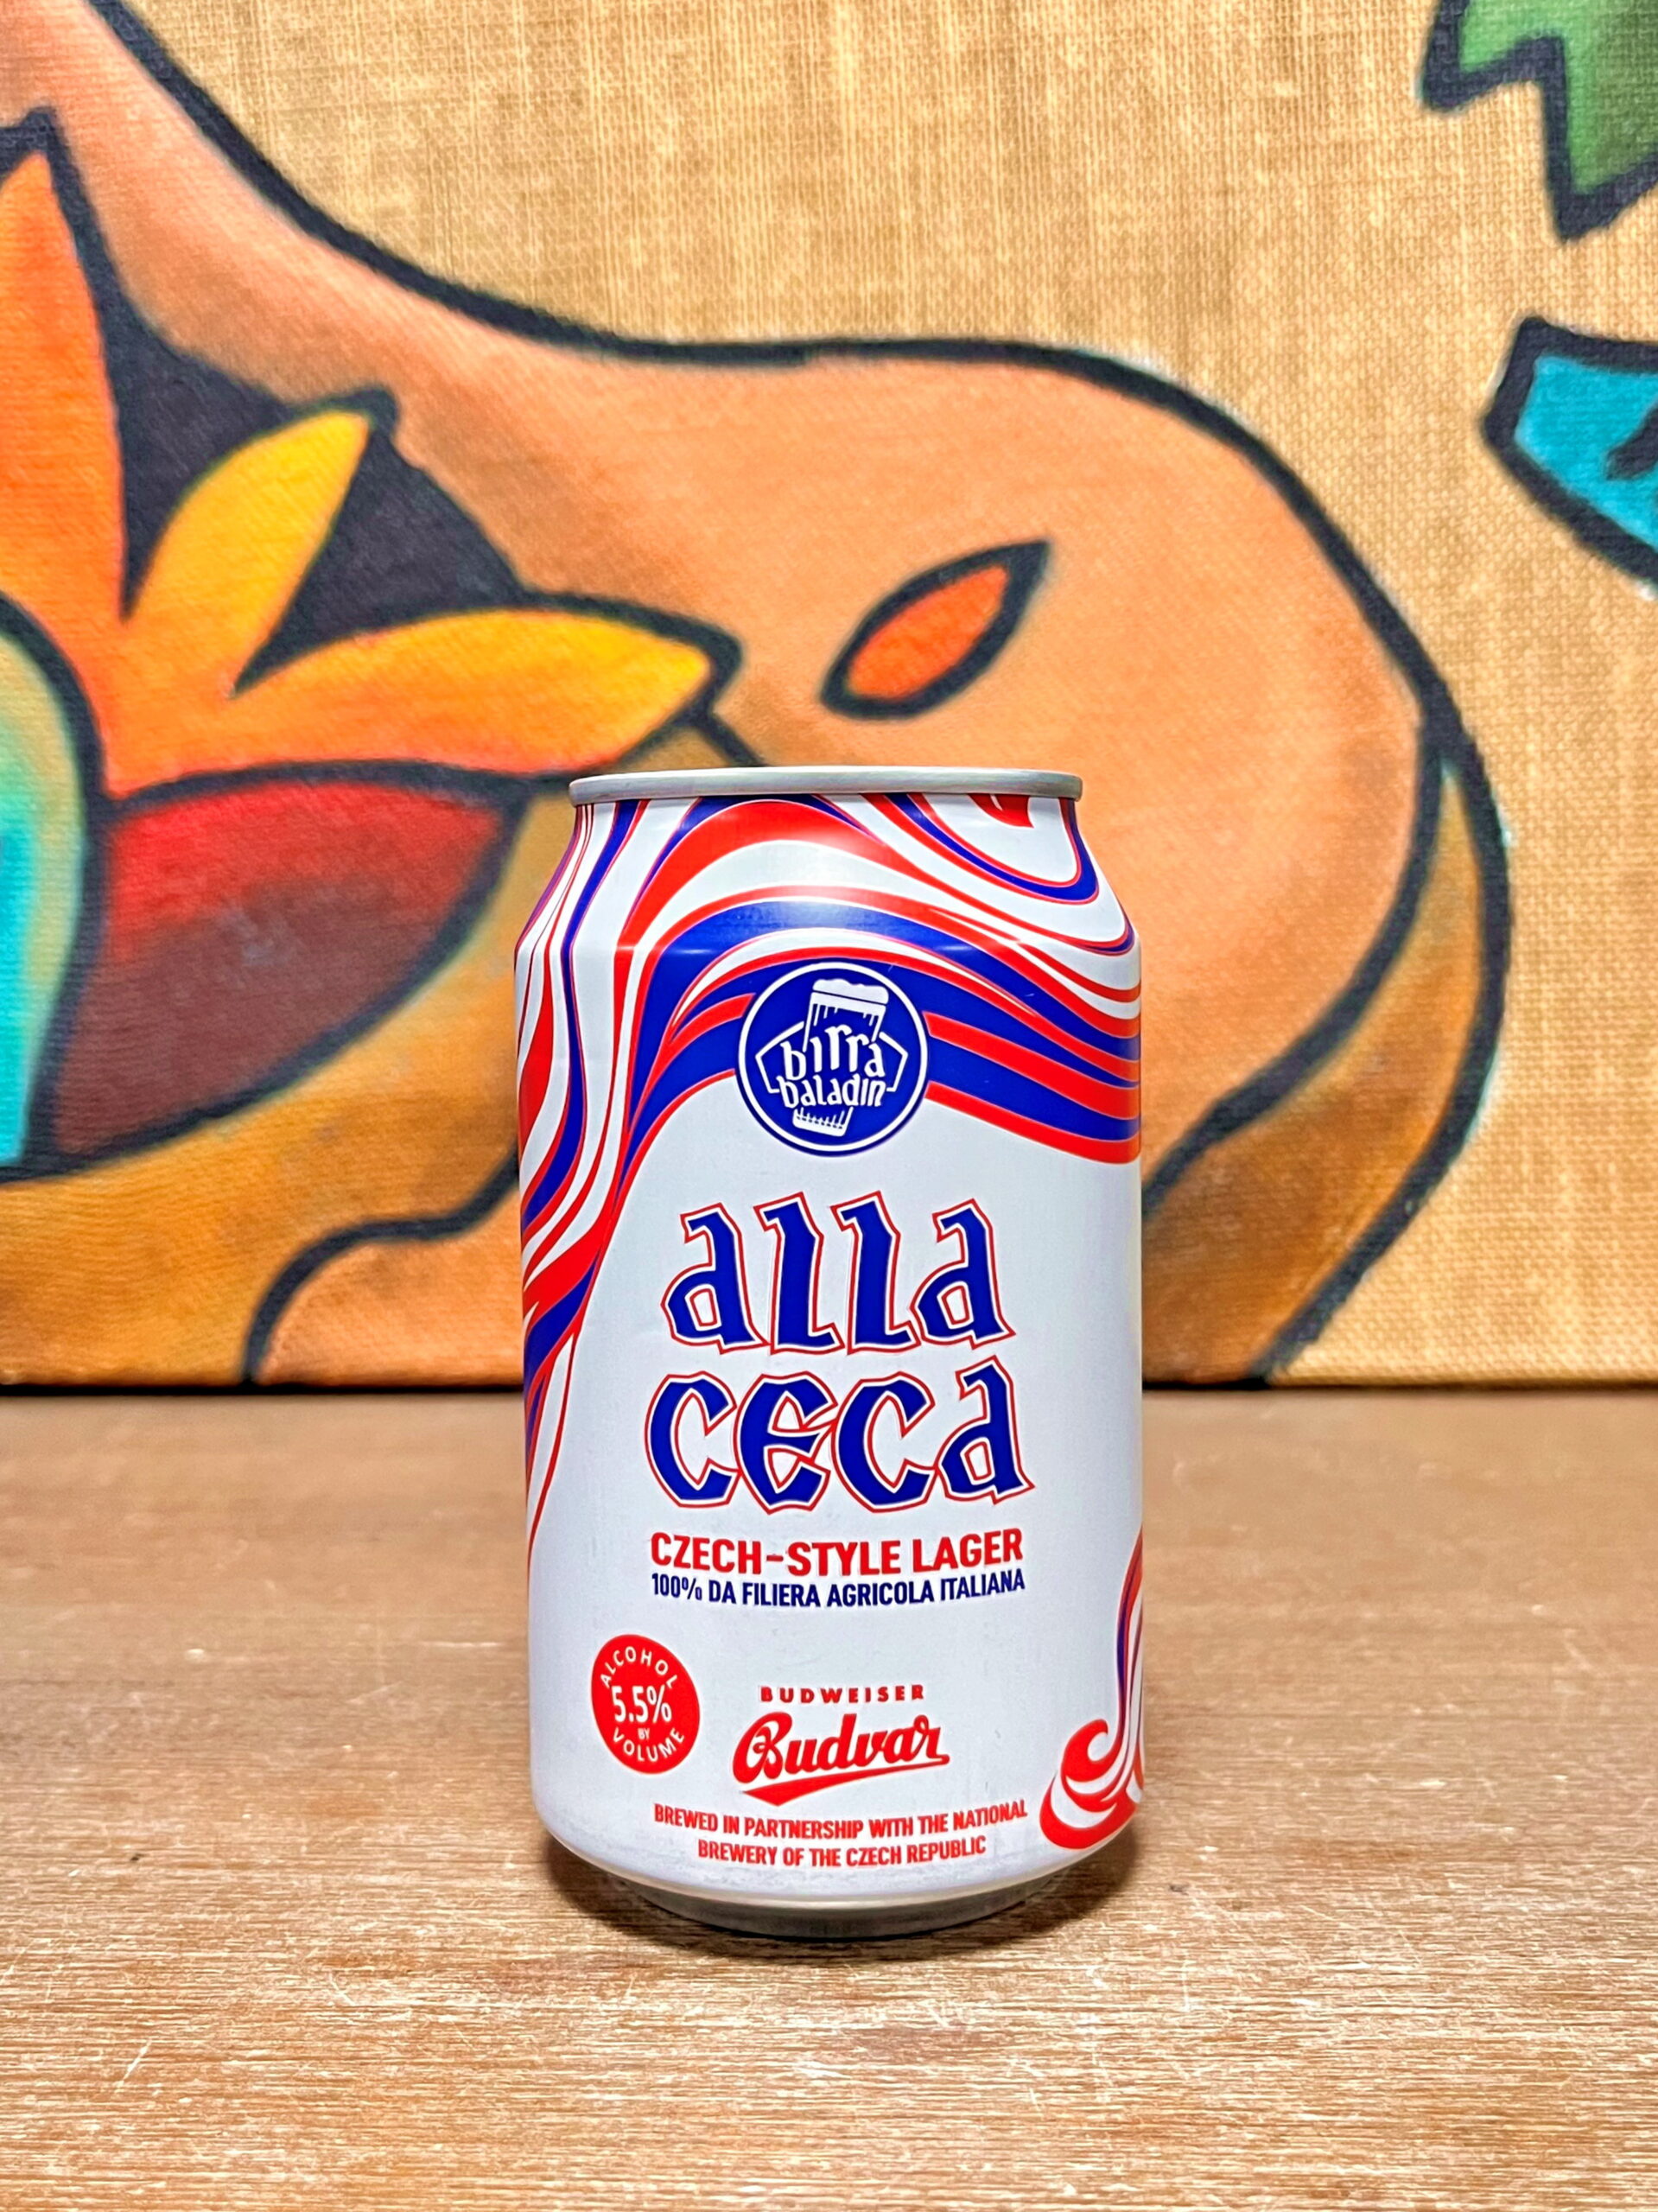 birra
baladin
alla
ceca
CZECH-STYLE LAGER
100% DA FILIERA AGRICOLA ITALIANA
ALCOHOL
5.5%
BY
VOLUME
BUDWEISER
Budvar
BREWED IN PARTNERSHIP WITH THE NATIONAL
BREWERY OF THE CZECH REPUBLIC